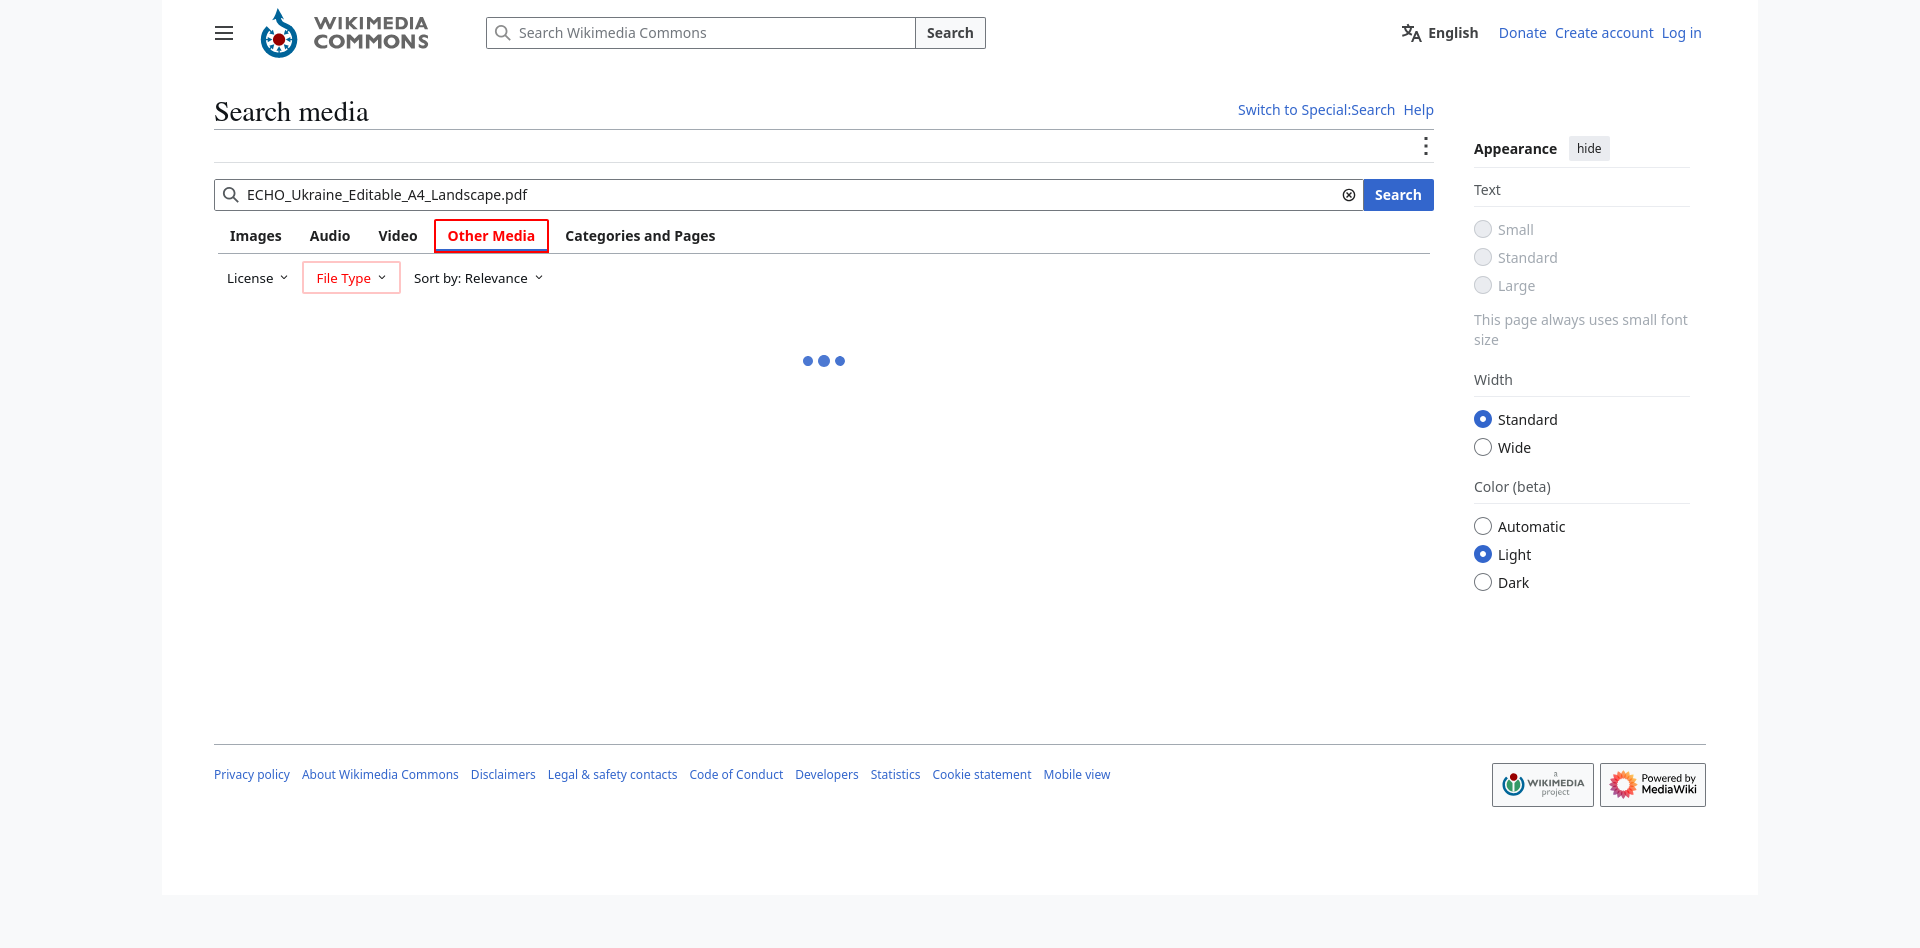 WIKIMEDIA
COMMONS
Search Wikimedia Commons
Search
English
Donate Create account Log in
Search media
Switch to Special:Search Help
ECHO_Ukraine_Editable_A4_Landscape.pdf
Search
Images Audio Video Other Media Categories and Pages
License File Type Sort by: Relevance
Appearance hide
Text
Small
Standard
Large
This page always uses small font
size
Width
Standard
Wide
Color (beta)
Automatic
Light
Dark
Privacy policy About Wikimedia Commons Disclaimers Legal & safety contacts Code of Conduct Developers Statistics Cookie statement Mobile view
a
WIKIMEDIA
project
Powered by
MediaWiki